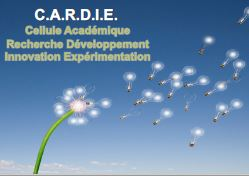 C.A.R.D.I.E.
Cellule Académique
Recherche Développement
Innovation Expérimentation